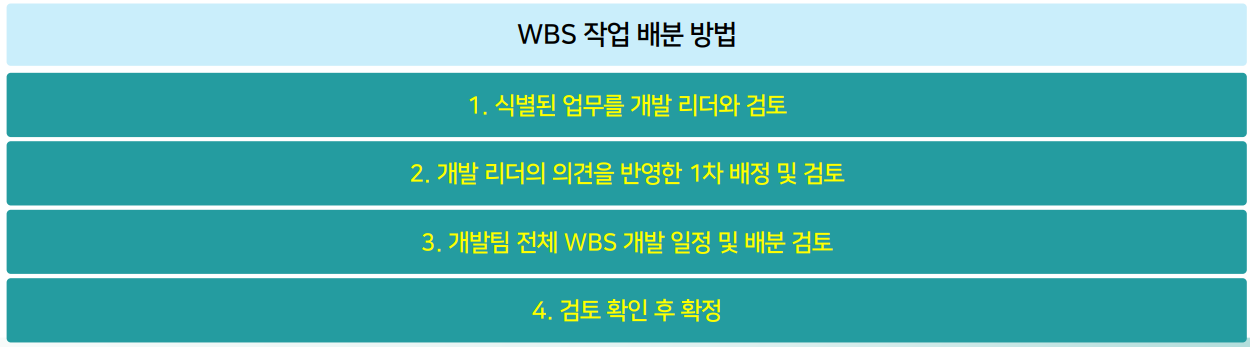 WBS 작업 배분 방법
1. 식별된 업무를 개발 리더와 검토
2. 개발 리더의 의견을 반영한 1차 배정 및 검토
3. 개발팀 전체 WBS 개발 일정 및 배분 검토
4. 검토 확인 후 확정